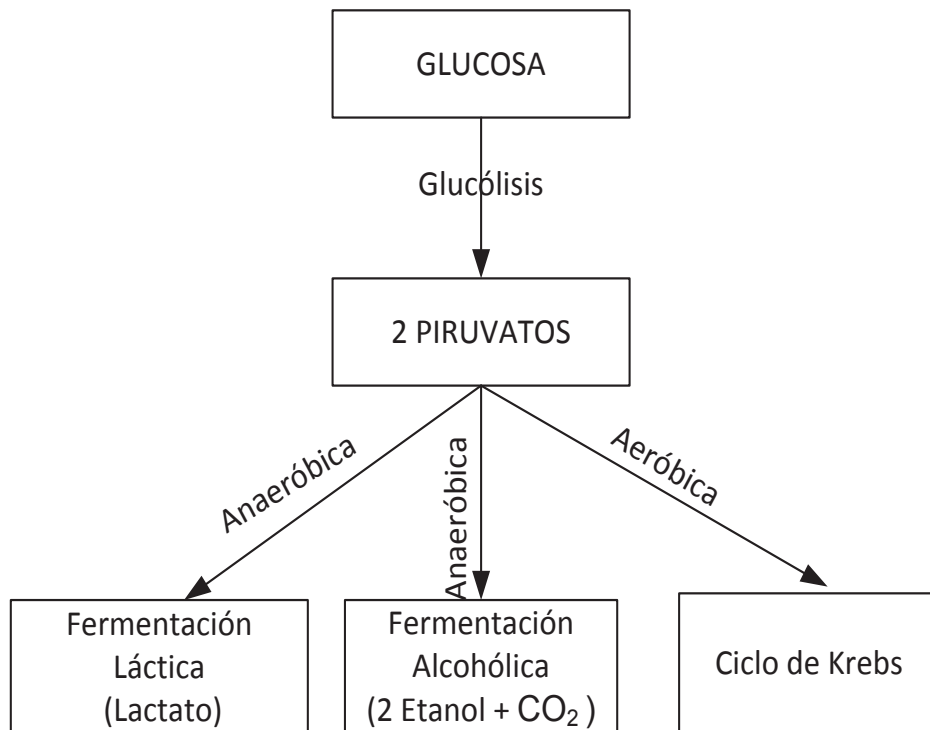 GLUCOSA
Glucólisis
2 PIRUVATOS
Anaeróbica
Anaeróbica
Aeróbica
Fermentación
Láctica
(Lactato)
Fermentación
Alcohólica
(2 Etanol + CO₂ )
Ciclo de Krebs